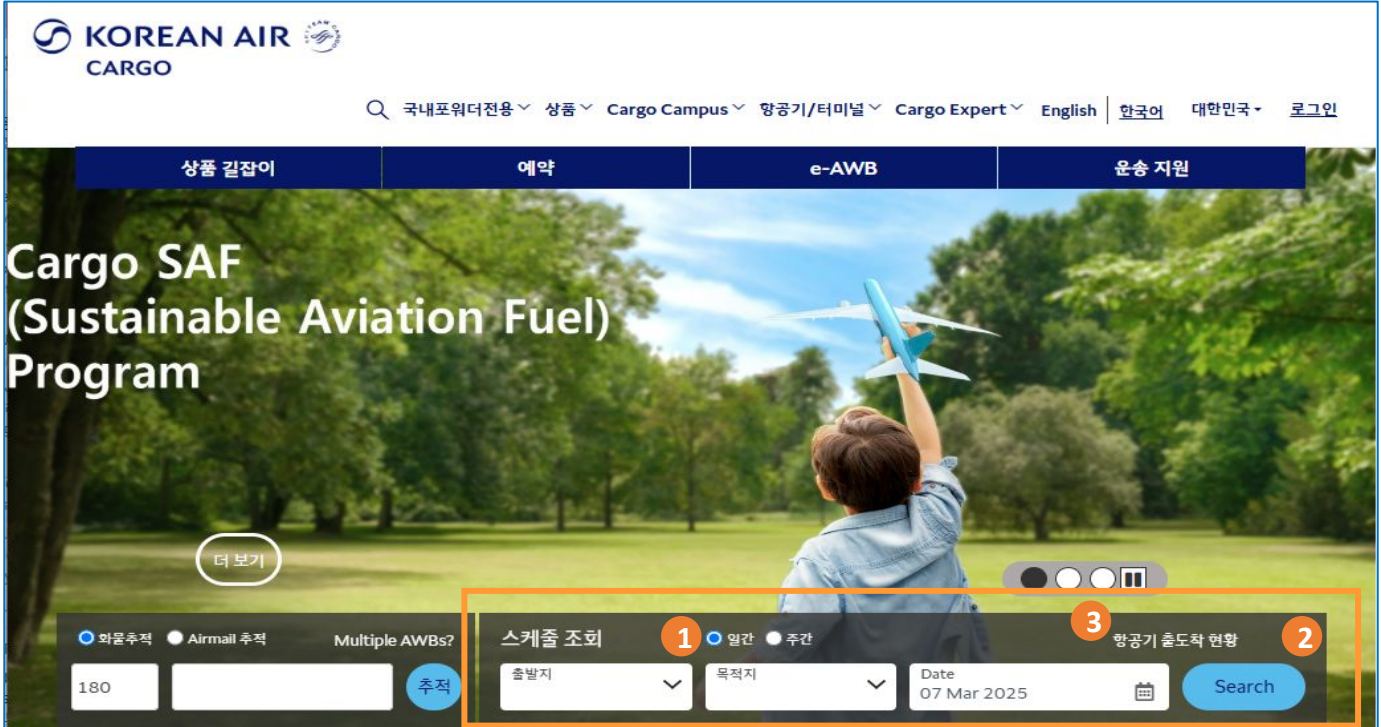 KOREAN AIR
CARGO
국내포워더전용 상품 Cargo Campus 항공기/터미널 Cargo Expert English 한국어 대한민국 로그인
상품 길잡이 예약 e-AWB 운송 지원
Cargo SAF
(Sustainable Aviation Fuel)
Program
더 보기
화물추적 Airmail 추적 Multiple AWBs?
180 추적
스케줄 조회 1 일간 주간 3 항공기 출도착 현황 2
출발지 목적지 Date
07 Mar 2025 Search